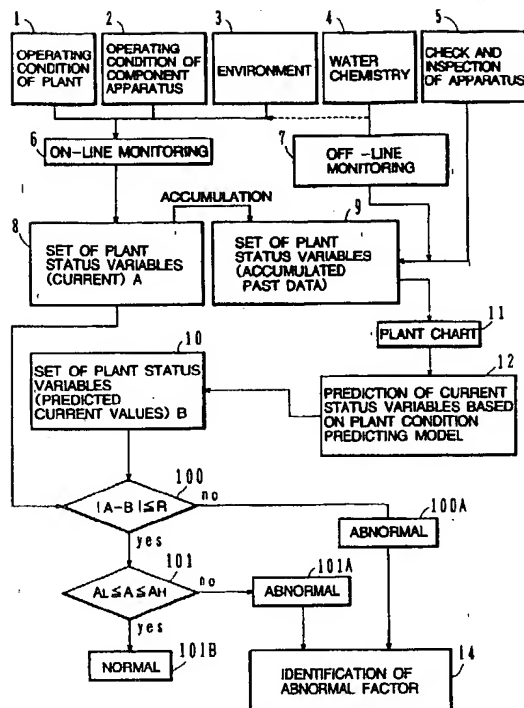 1
2
3
4
5
OPERATING
CONDITION
OF PLANT
OPERATING
CONDITION OF
COMPONENT
APPARATUS
ENVIRONMENT
WATER
CHEMISTRY
CHECK AND
INSPECTION
OF APPARATUS
6
ON-LINE MONITORING
7
OFF -LINE
MONITORING
ACCUMULATION
8
SET OF PLANT
STATUS VARIABLES
(CURRENT) A
9
SET OF PLANT
STATUS VARIABLES
(ACCUMULATED
PAST DATA)
11
PLANT CHART
10
SET OF PLANT STATUS
VARIABLES
(PREDICTED
CURRENT VALUES) B
12
PREDICTION OF CURRENT
STATUS VARIABLES BASED
ON PLANT CONDITION
PREDICTING MODEL
100
|A-B|≦R
no
100A
ABNORMAL
yes
101
AL≦A≦AH
no
101A
ABNORMAL
yes
NORMAL
101B
14
IDENTIFICATION OF
ABNORMAL FACTOR